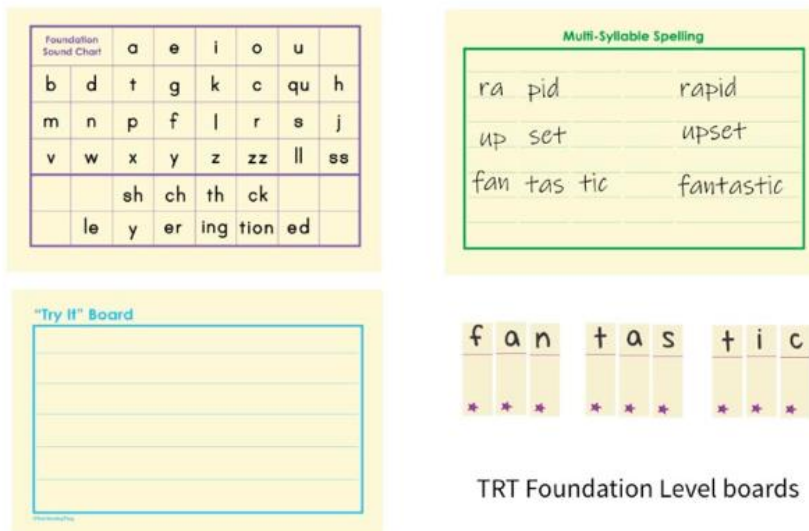 Foundation
Sound Chart a e i o u
b d t g k c qu h
m n p f l r s j
v w x y z zz ll ss
sh ch th ck
le y er ing tion ed
Multi-Syllable Spelling
ra pid rapid
up set upset
fan tas tic fantastic
"Try It" Board
f a n t a s t i c
TRT Foundation Level boards